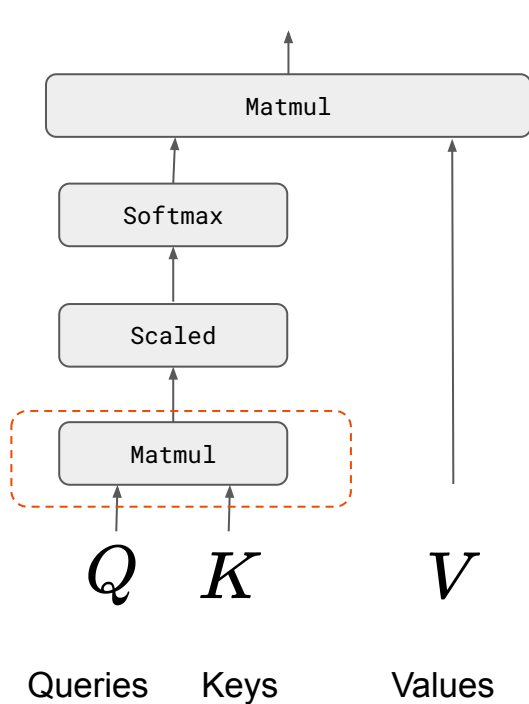 Matmul
Softmax
Scaled
Matmul
Q K V
Queries Keys Values